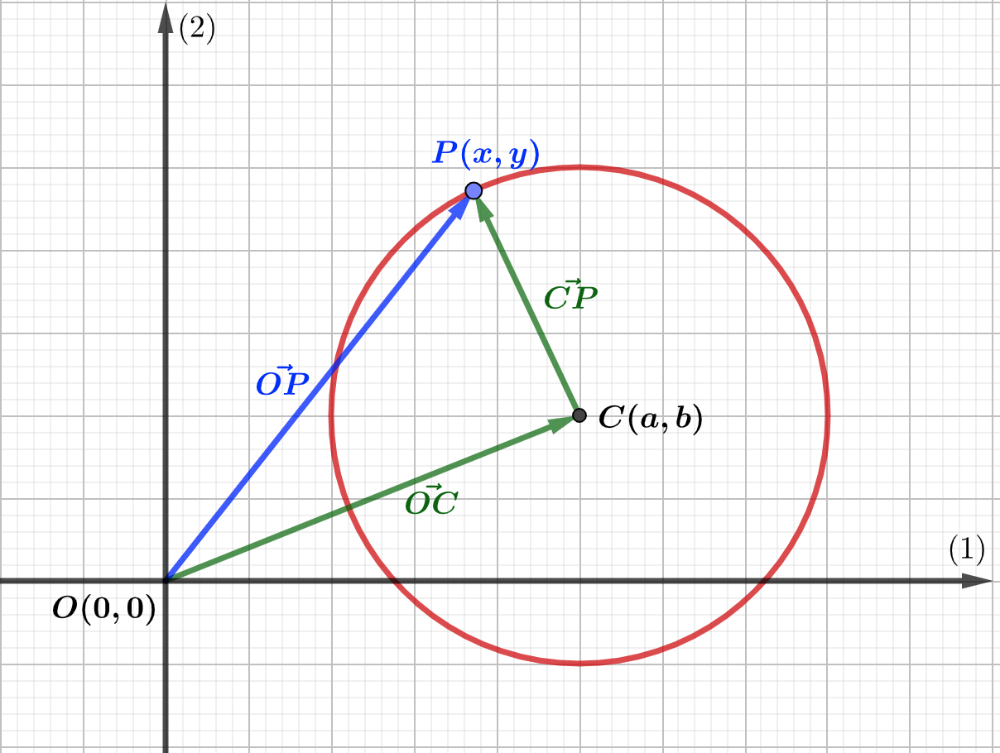 (2)
P(x, y)
C⃗P
O⃗P
C(a, b)
O⃗C
(1)
O(0, 0)